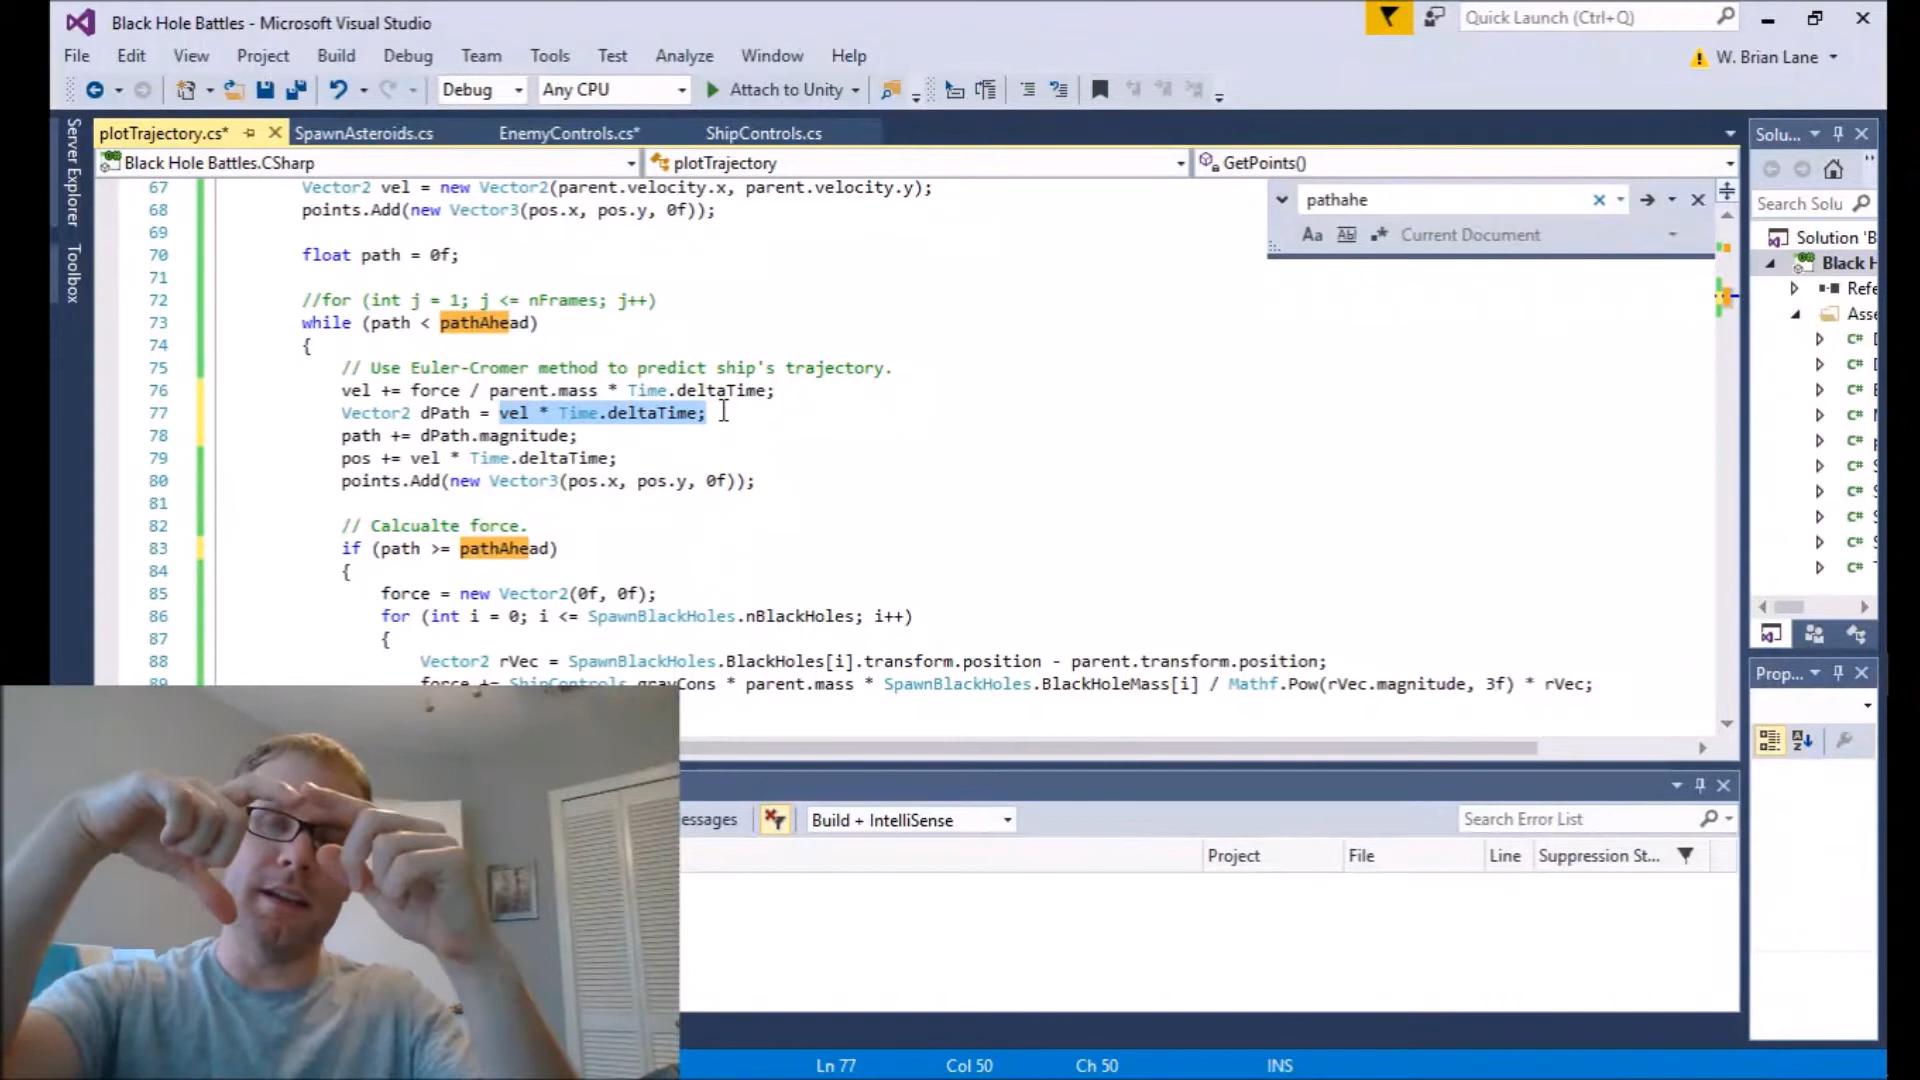 Black Hole Battles - Microsoft Visual Studio
Quick Launch (Ctrl+Q)
File Edit View Project Build Debug Team Tools Test Analyze Window Help
W. Brian Lane
Debug Any CPU Attach to Unity
Server Explorer
Toolbox
plotTrajectory.cs* SpawnAsteroids.cs EnemyControls.cs* ShipControls.cs
Black Hole Battles.CSharp plotTrajectory GetPoints()
pathahe
Aa Ab Current Document
67 Vector2 vel = new Vector2(parent.velocity.x, parent.velocity.y);
68 points.Add(new Vector3(pos.x, pos.y, 0f));
69
70 float path = 0f;
71
72 //for (int j = 1; j <= nFrames; j++)
73 while (path < pathAhead)
74 {
75 // Use Euler-Cromer method to predict ship's trajectory.
76 vel += force / parent.mass * Time.deltaTime;
77 Vector2 dPath = vel * Time.deltaTime;
78 path += dPath.magnitude;
79 pos += vel * Time.deltaTime;
80 points.Add(new Vector3(pos.x, pos.y, 0f));
81
82 // Calcualte force.
83 if (path >= pathAhead)
84 {
85 force = new Vector2(0f, 0f);
86 for (int i = 0; i <= SpawnBlackHoles.nBlackHoles; i++)
87 {
88 Vector2 rVec = SpawnBlackHoles.BlackHoles[i].transform.position - parent.transform.position;
89 force += ShipControls.gravCons * parent.mass * SpawnBlackHoles.BlackHoleMass[i] / Mathf.Pow(rVec.magnitude, 3f) * rVec;
Solu...
Search Solu
Solution 'B
Black H
Refe
Asse
C#
C#
C#
C#
C#
C#
C#
C#
C#
Prop...
essages Build + IntelliSense Search Error List
Project File Line Suppression St...
Ln 77 Col 50 Ch 50 INS